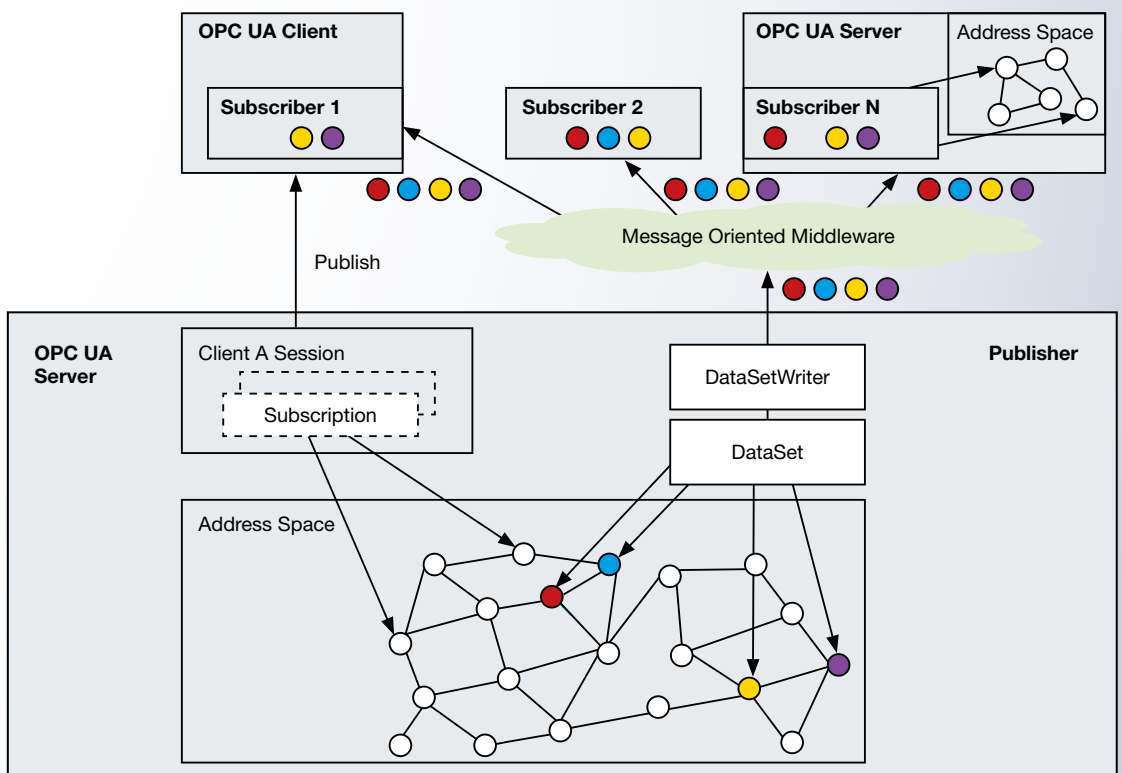 OPC UA Client
Subscriber 1
Subscriber 2
OPC UA Server
Address Space
Subscriber N
Message Oriented Middleware
Publish
OPC UA
Server
Client A Session
Subscription
Publisher
DataSetWriter
DataSet
Address Space